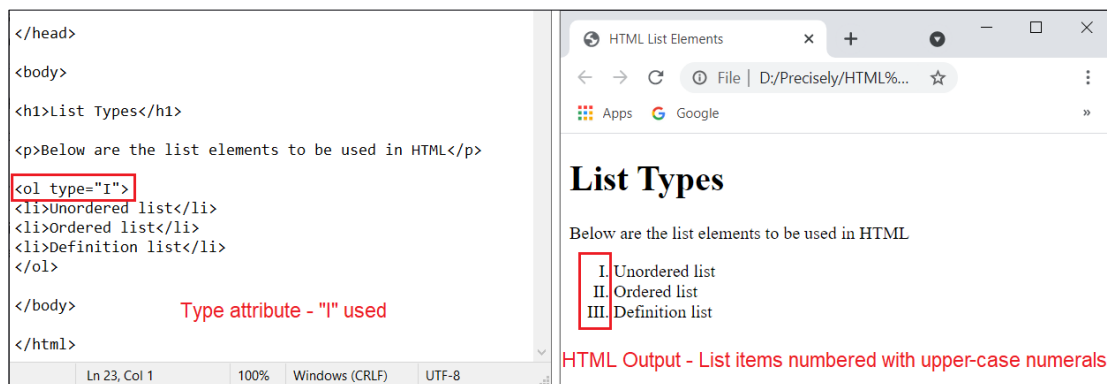 </head>
<body>
<h1>List Types</h1>
<p>Below are the list elements to be used in HTML</p>
<ol type="I">
<li>Unordered list</li>
<li>Ordered list</li>
<li>Definition list</li>
</ol>
</body>
Type attribute - "I" used
</html>
Ln 23, Col 1 100% Windows (CRLF) UTF-8
HTML List Elements
File | D:/Precisely/HTML%...
Apps Google
List Types
Below are the list elements to be used in HTML
I. Unordered list
II. Ordered list
III. Definition list
HTML Output - List items numbered with upper-case numerals